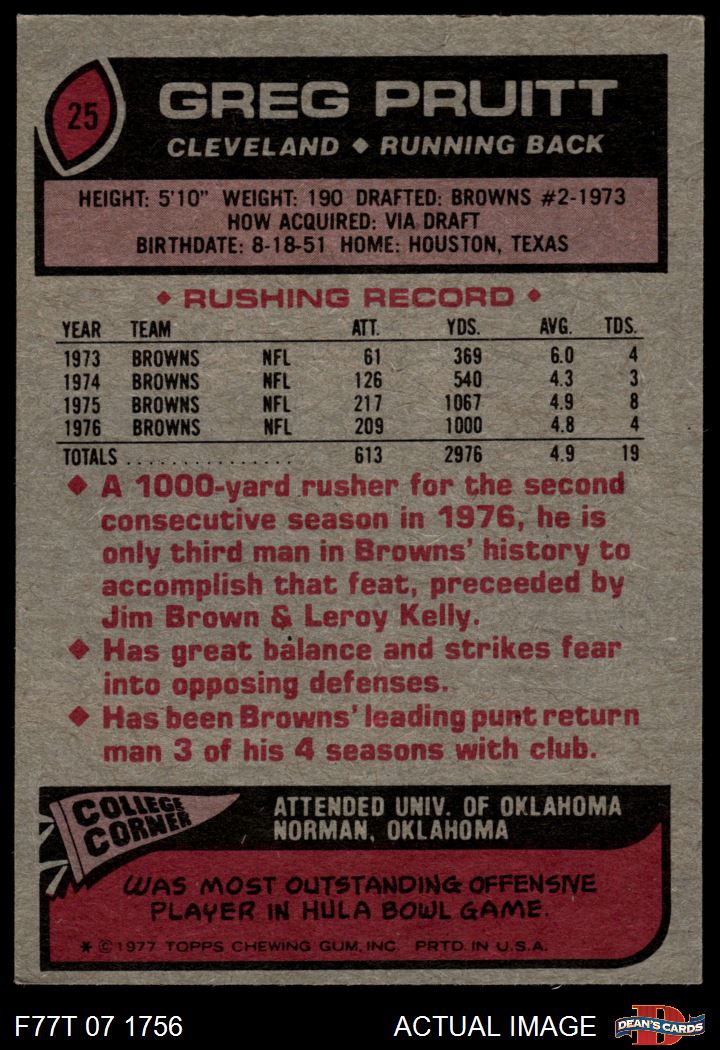 25
GREG PRUITT
CLEVELAND ◆ RUNNING BACK
HEIGHT: 5'10" WEIGHT: 190 DRAFTED: BROWNS #2-1973
HOW ACQUIRED: VIA DRAFT
BIRTHDATE: 8-18-51 HOME: HOUSTON, TEXAS
◆ RUSHING RECORD ◆
YEAR TEAM ATT. YDS. AVG. TDS.
1973 BROWNS NFL 61 369 6.0 4
1974 BROWNS NFL 126 540 4.3 3
1975 BROWNS NFL 217 1067 4.9 8
1976 BROWNS NFL 209 1000 4.8 4
TOTALS ................ 613 2976 4.9 19
◆ A 1000-yard rusher for the second
consecutive season in 1976, he is
only third man in Browns' history to
accomplish that feat, preceeded by
Jim Brown & Leroy Kelly.
◆ Has great balance and strikes fear
into opposing defenses.
◆ Has been Browns' leading punt return
man 3 of his 4 seasons with club.
COLLEGE
CORNER
ATTENDED UNIV. OF OKLAHOMA
NORMAN, OKLAHOMA
WAS MOST OUTSTANDING OFFENSIVE
PLAYER IN HULA BOWL GAME.
* © 1977 TOPPS CHEWING GUM, INC. PRTD. IN U.S.A.
F77T 07 1756 ACTUAL IMAGE
DEAN'S CARDS